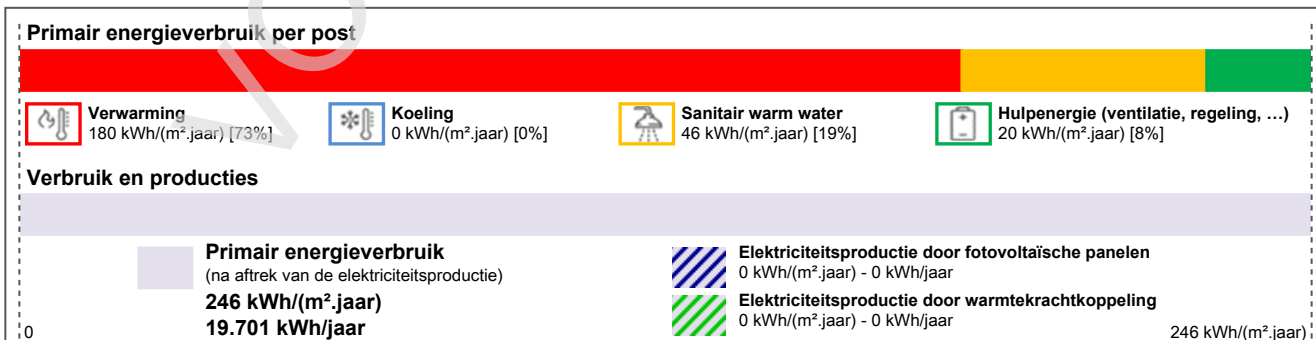 Primair energieverbruik per post
Verwarming
180 kWh/(m².jaar) [73%]
Koeling
0 kWh/(m².jaar) [0%]
Sanitair warm water
46 kWh/(m².jaar) [19%]
Hulpenergie (ventilatie, regeling, …)
20 kWh/(m².jaar) [8%]
Verbruik en producties
Primair energieverbruik
(na aftrek van de elektriciteitsproductie)
246 kWh/(m².jaar)
19.701 kWh/jaar
Elektriciteitsproductie door fotovoltaïsche panelen
0 kWh/(m².jaar) - 0 kWh/jaar
Elektriciteitsproductie door warmtekrachtkoppeling
0 kWh/(m².jaar) - 0 kWh/jaar
0
246 kWh/(m².jaar)